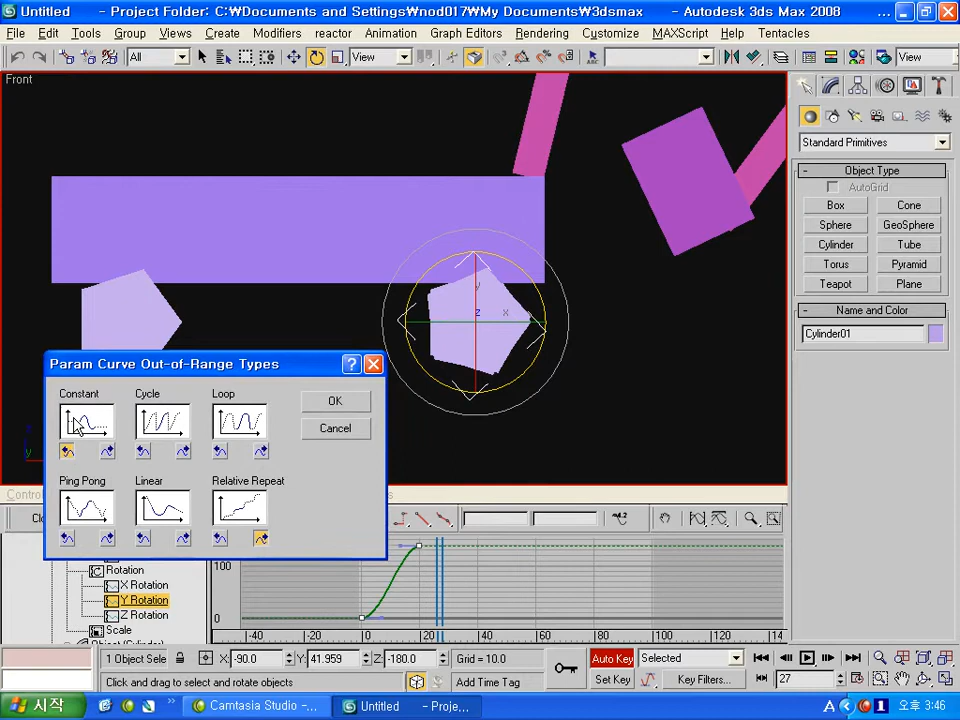 Untitled - Project Folder: C:₩Documents and Settings₩nod017₩My Documents₩3dsmax - Autodesk 3ds Max 2008 ...
File Edit Tools Group Views Create Modifiers reactor Animation Graph Editors Rendering Customize MAXScript Help Tentacles
All View View
Front
Standard Primitives
Object Type
AutoGrid
Box Cone
Sphere GeoSphere
Cylinder Tube
Torus Pyramid
Teapot Plane
Name and Color
Cylinder01
y
z x
Param Curve Out-of-Range Types
Constant Cycle Loop
OK
Cancel
Ping Pong Linear Relative Repeat
y
Rotation
X Rotation
Y Rotation
Z Rotation
Scale
100
0
-40 -20 0 20 40 60 80 100 120 14
1 Object Sele X: -90.0 Y: 41.959 Z: -180.0 Grid = 10.0 Auto Key Selected
Click and drag to select and rotate objects Add Time Tag Set Key Key Filters... 27
시작 Camtasia Studio - ... Untitled - Proje... A 오후 3:46